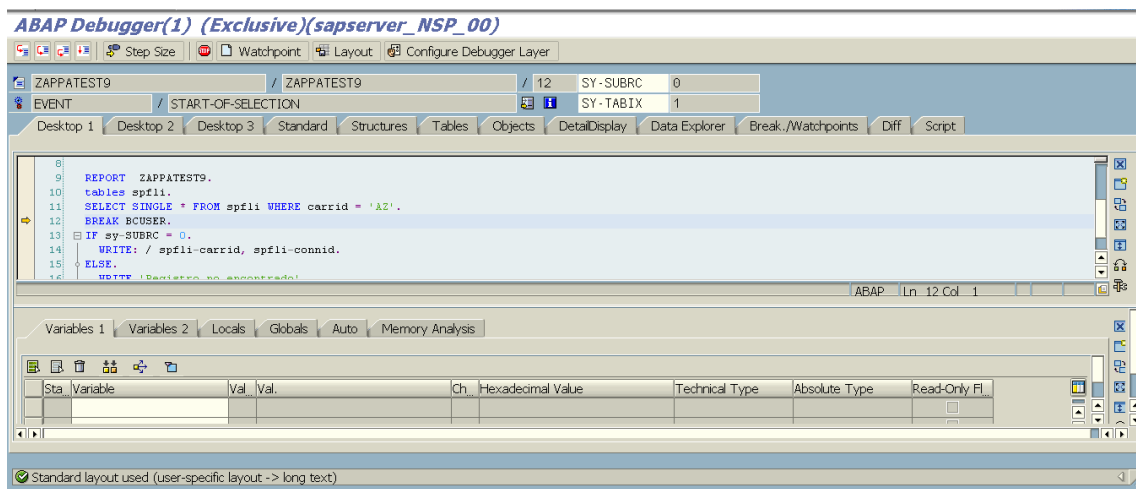 ABAP Debugger(1) (Exclusive)(sapserver_NSP_00)
Step Size Watchpoint Layout Configure Debugger Layer
ZAPPATEST9 / ZAPPATEST9 / 12 SY-SUBRC 0
EVENT / START-OF-SELECTION SY-TABIX 1
Desktop 1 Desktop 2 Desktop 3 Standard Structures Tables Objects DetailDisplay Data Explorer Break./Watchpoints Diff Script
8
9 REPORT ZAPPATEST9.
10 tables spfli.
11 SELECT SINGLE * FROM spfli WHERE carrid = 'AZ'.
12 BREAK BCUSER.
13 IF sy-SUBRC = 0.
14 WRITE: / spfli-carrid, spfli-connid.
15 ELSE.
16 WRITE 'Registro no encontrado'
ABAP Ln 12 Col 1
Variables 1 Variables 2 Locals Globals Auto Memory Analysis
Sta... Variable Val... Val. Ch... Hexadecimal Value Technical Type Absolute Type Read-Only Fl...
Standard layout used (user-specific layout -> long text)